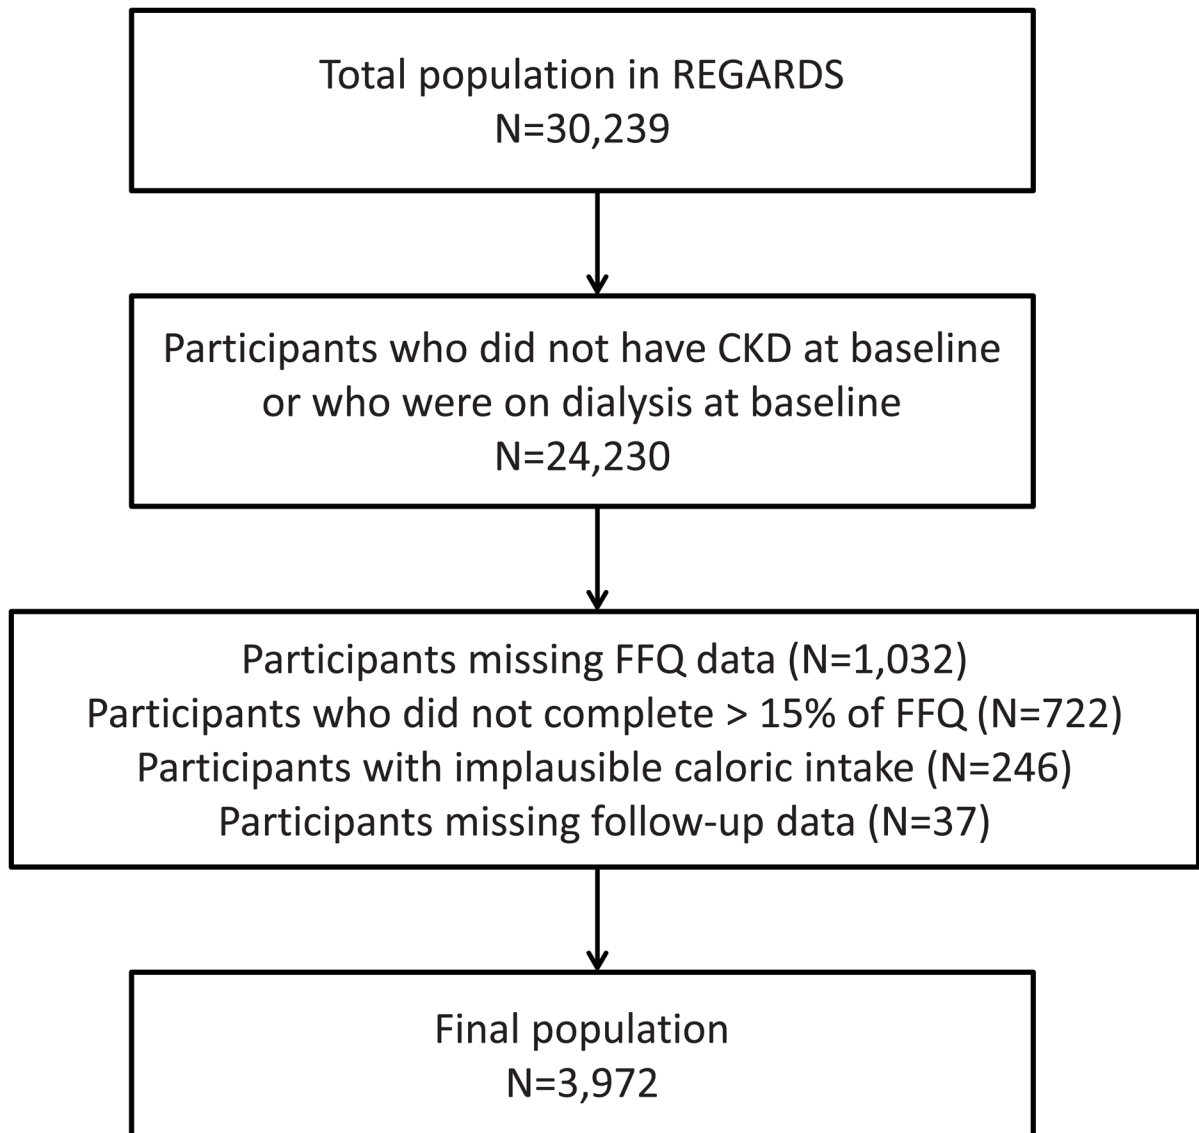 Total population in REGARDS
N=30,239
Participants who did not have CKD at baseline
or who were on dialysis at baseline
N=24,230
Participants missing FFQ data (N=1,032)
Participants who did not complete > 15% of FFQ (N=722)
Participants with implausible caloric intake (N=246)
Participants missing follow-up data (N=37)
Final population
N=3,972